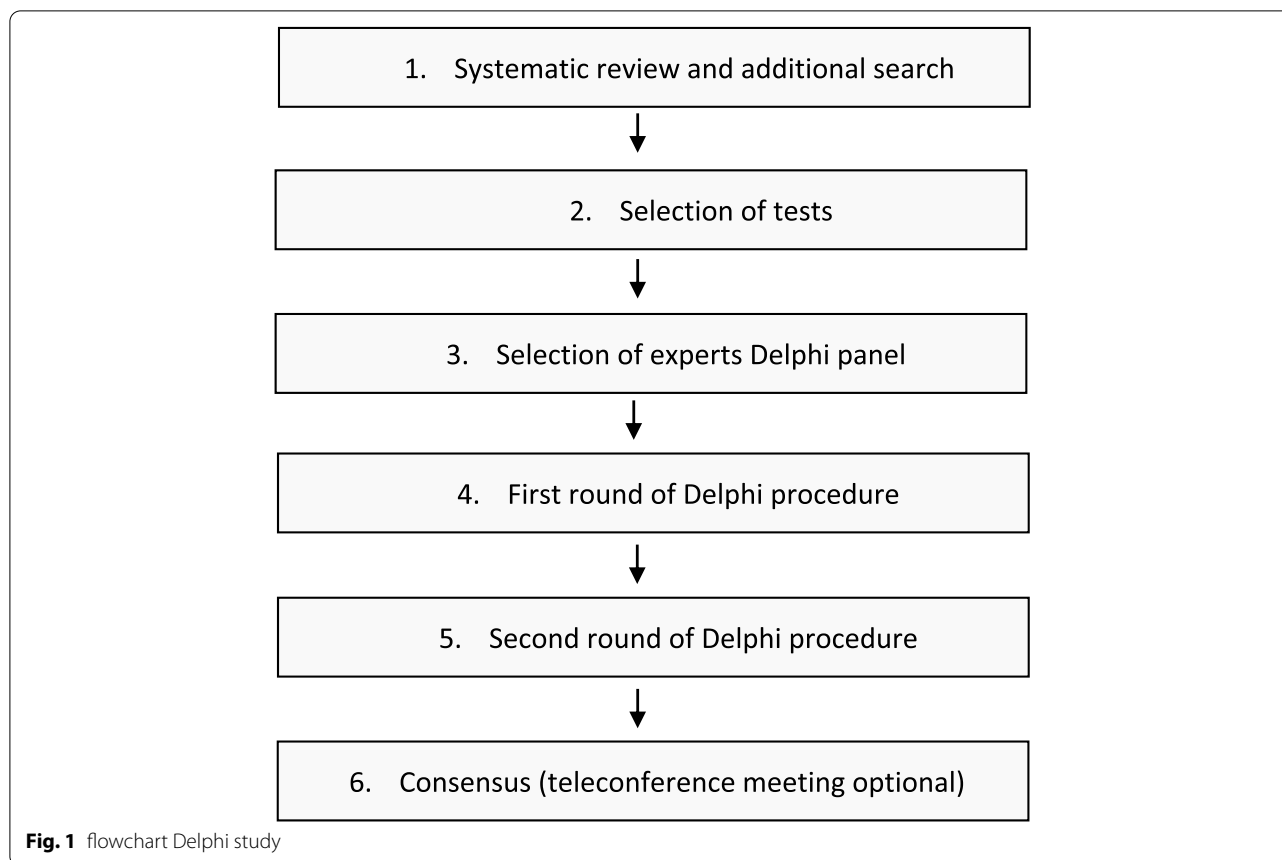 1. Systematic review and additional search
2. Selection of tests
3. Selection of experts Delphi panel
4. First round of Delphi procedure
5. Second round of Delphi procedure
6. Consensus (teleconference meeting optional)
Fig. 1 flowchart Delphi study